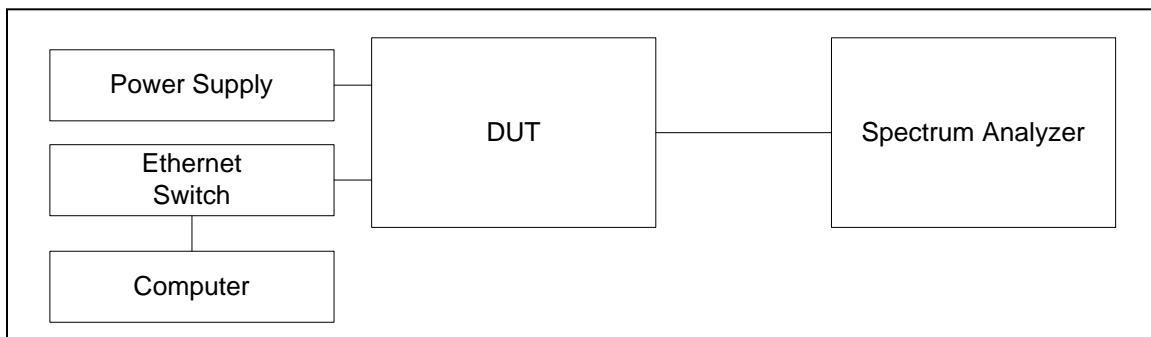 Power Supply
DUT
Spectrum Analyzer
Ethernet
Switch
Computer